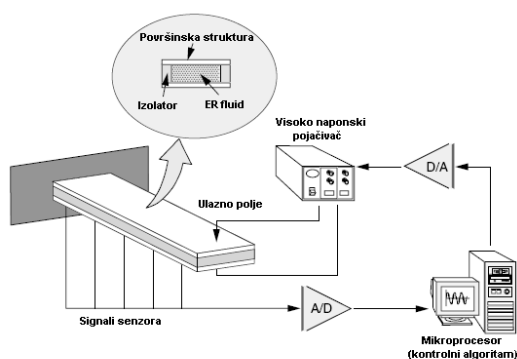 Površinska struktura
Izolator
ER fluid
Visoko naponski
pojačivač
D/A
Ulazno polje
A/D
Signali senzora
Mikroprocesor
(kontrolni algoritam)